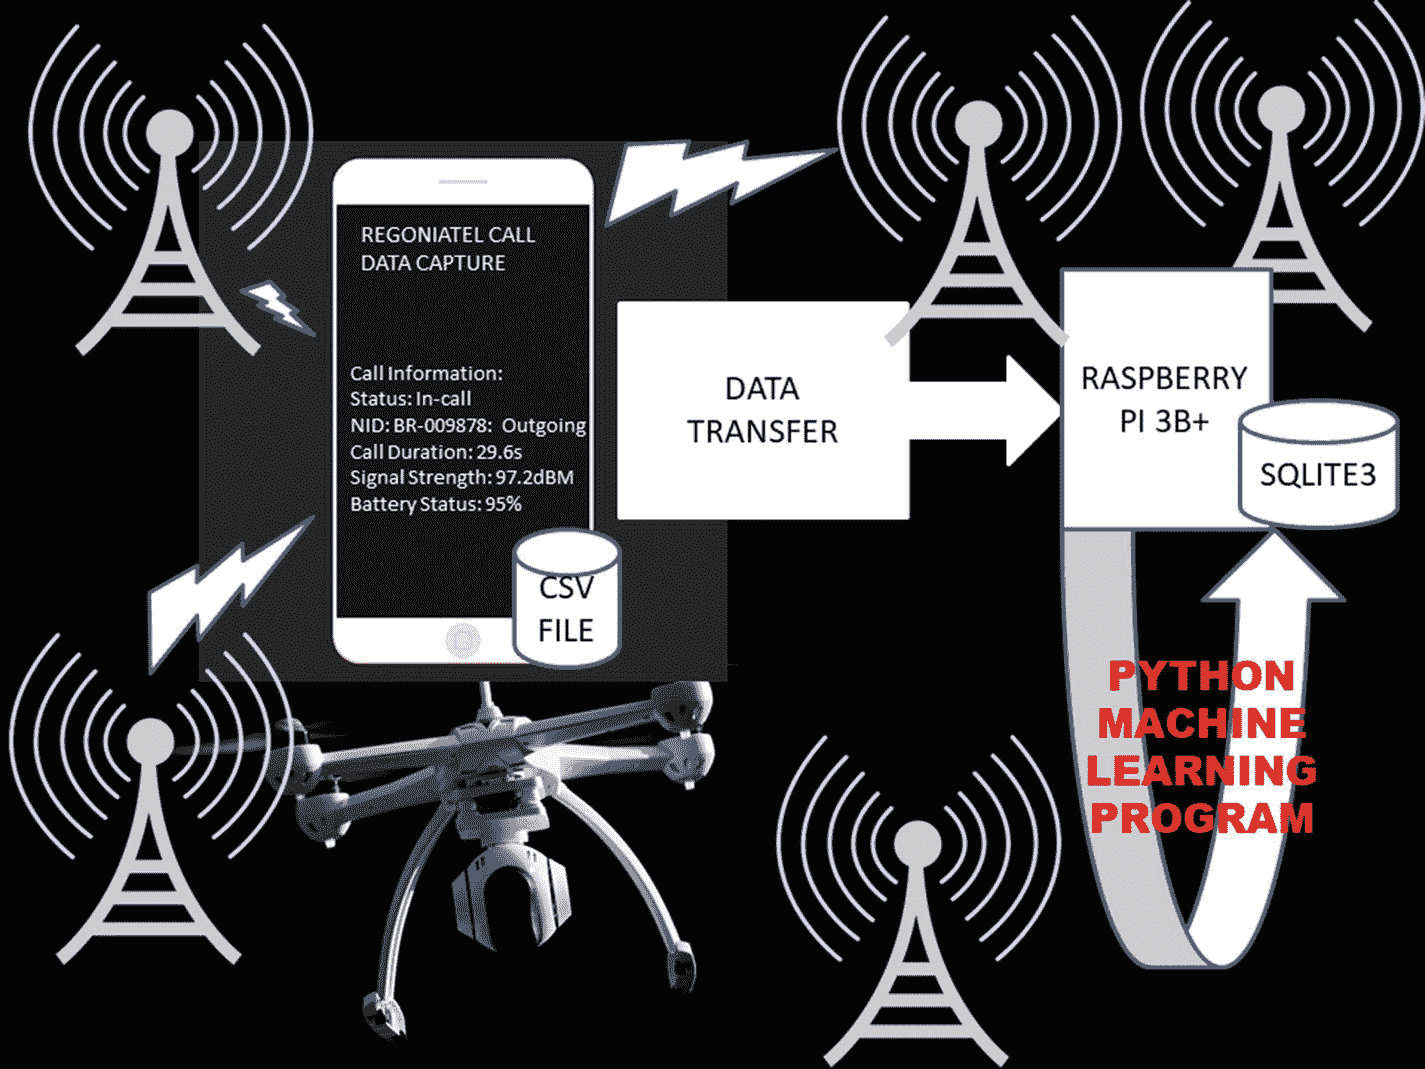 REGONIATEL CALL
DATA CAPTURE
Call Information:
Status: In-call
NID: BR-009878: Outgoing
Call Duration: 29.6s
Signal Strength: 97.2dBM
Battery Status: 95%
CSV
FILE
DATA
TRANSFER
RASPBERRY
PI 3B+
SQLITE3
PYTHON
MACHINE
LEARNING
PROGRAM